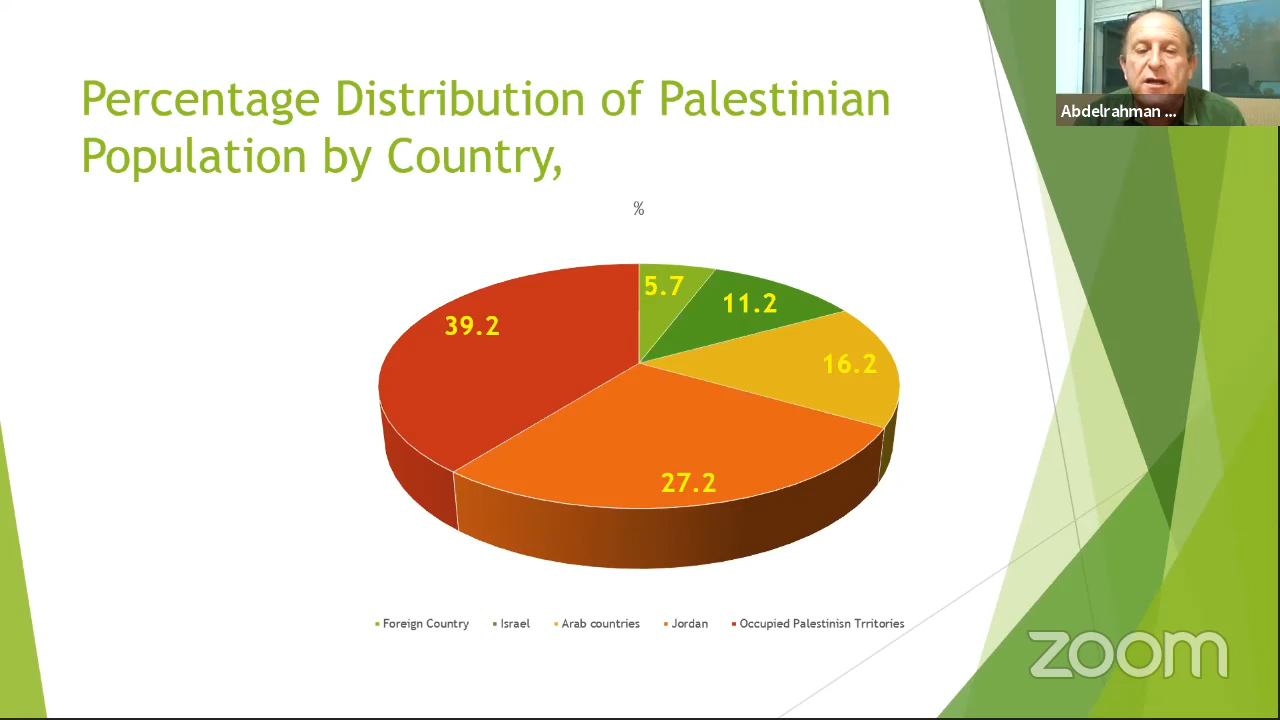 Percentage Distribution of Palestinian
Population by Country,
Abdelrahman ...
%
5.7
11.2
39.2
16.2
27.2
Foreign Country Israel Arab countries Jordan Occupied Palestinisn Trritories
zoom